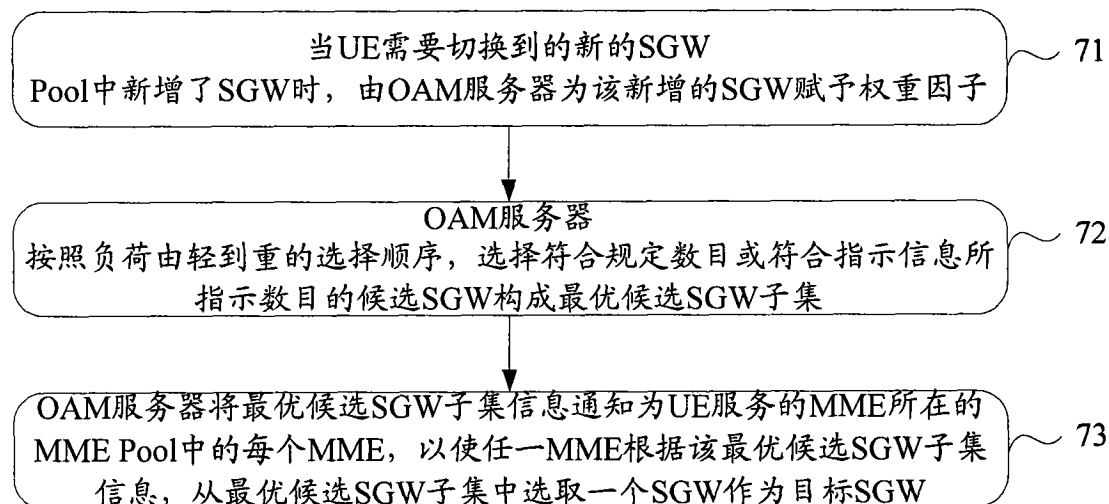 当UE需要切换到的新的SGW
Pool中新增了SGW时，由OAM服务器为该新增的SGW赋予权重因子
71
OAM服务器
按照负荷由轻到重的选择顺序，选择符合规定数目或符合指示信息所
指示数目的候选SGW构成最优候选SGW子集
72
OAM服务器将最优候选SGW子集信息通知为UE服务的MME所在的
MME Pool中的每个MME，以使任一MME根据该最优候选SGW子集
信息，从最优候选SGW子集中选取一个SGW作为目标SGW
73